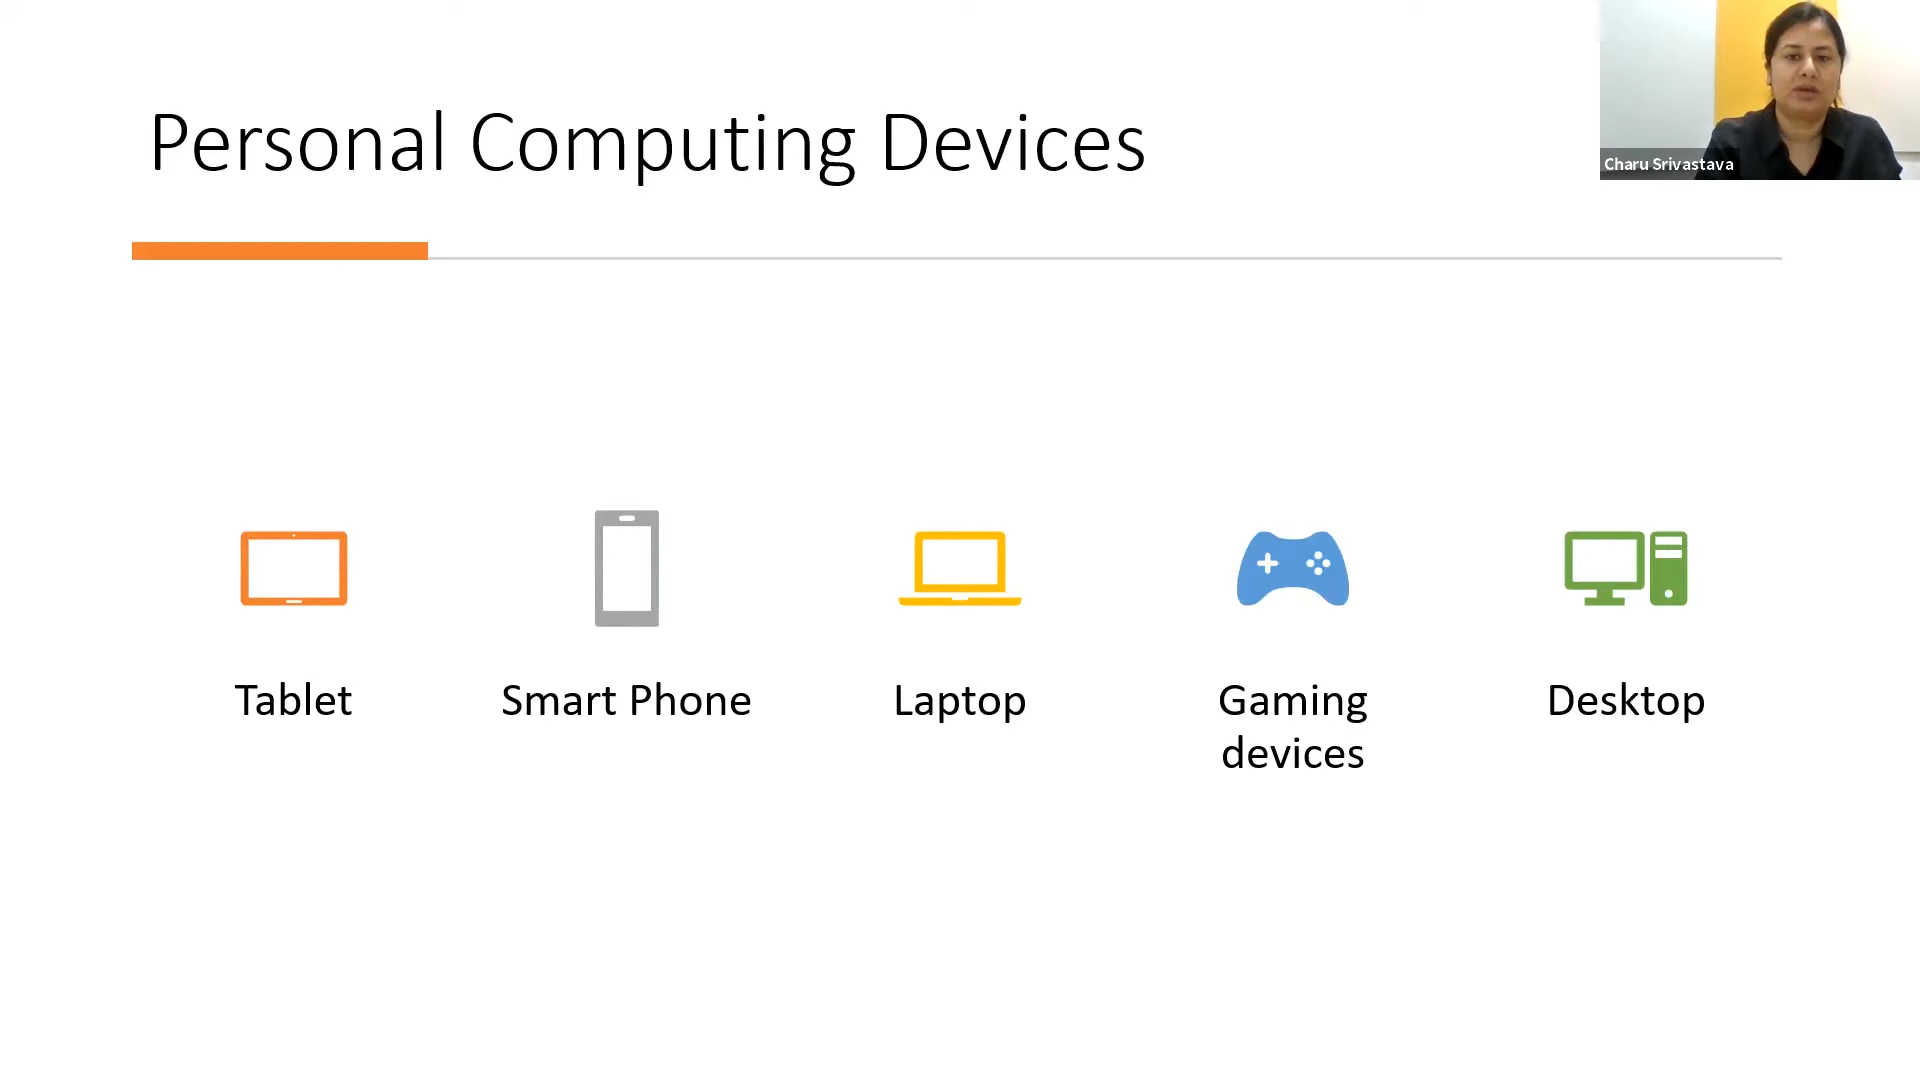 Personal Computing Devices
Charu Srivastava
Tablet
Smart Phone
Laptop
Gaming
devices
Desktop